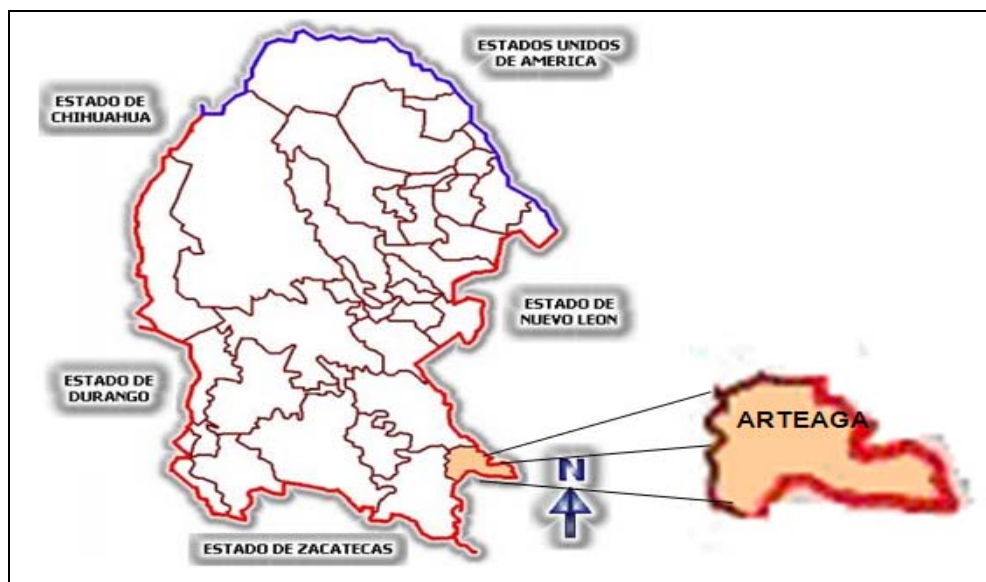 ESTADOS UNIDOS
DE AMERICA
ESTADO DE
CHIHUAHUA
ESTADO DE
NUEVO LEON
ESTADO DE
DURANGO
ARTEAGA
N
ESTADO DE ZACATECAS